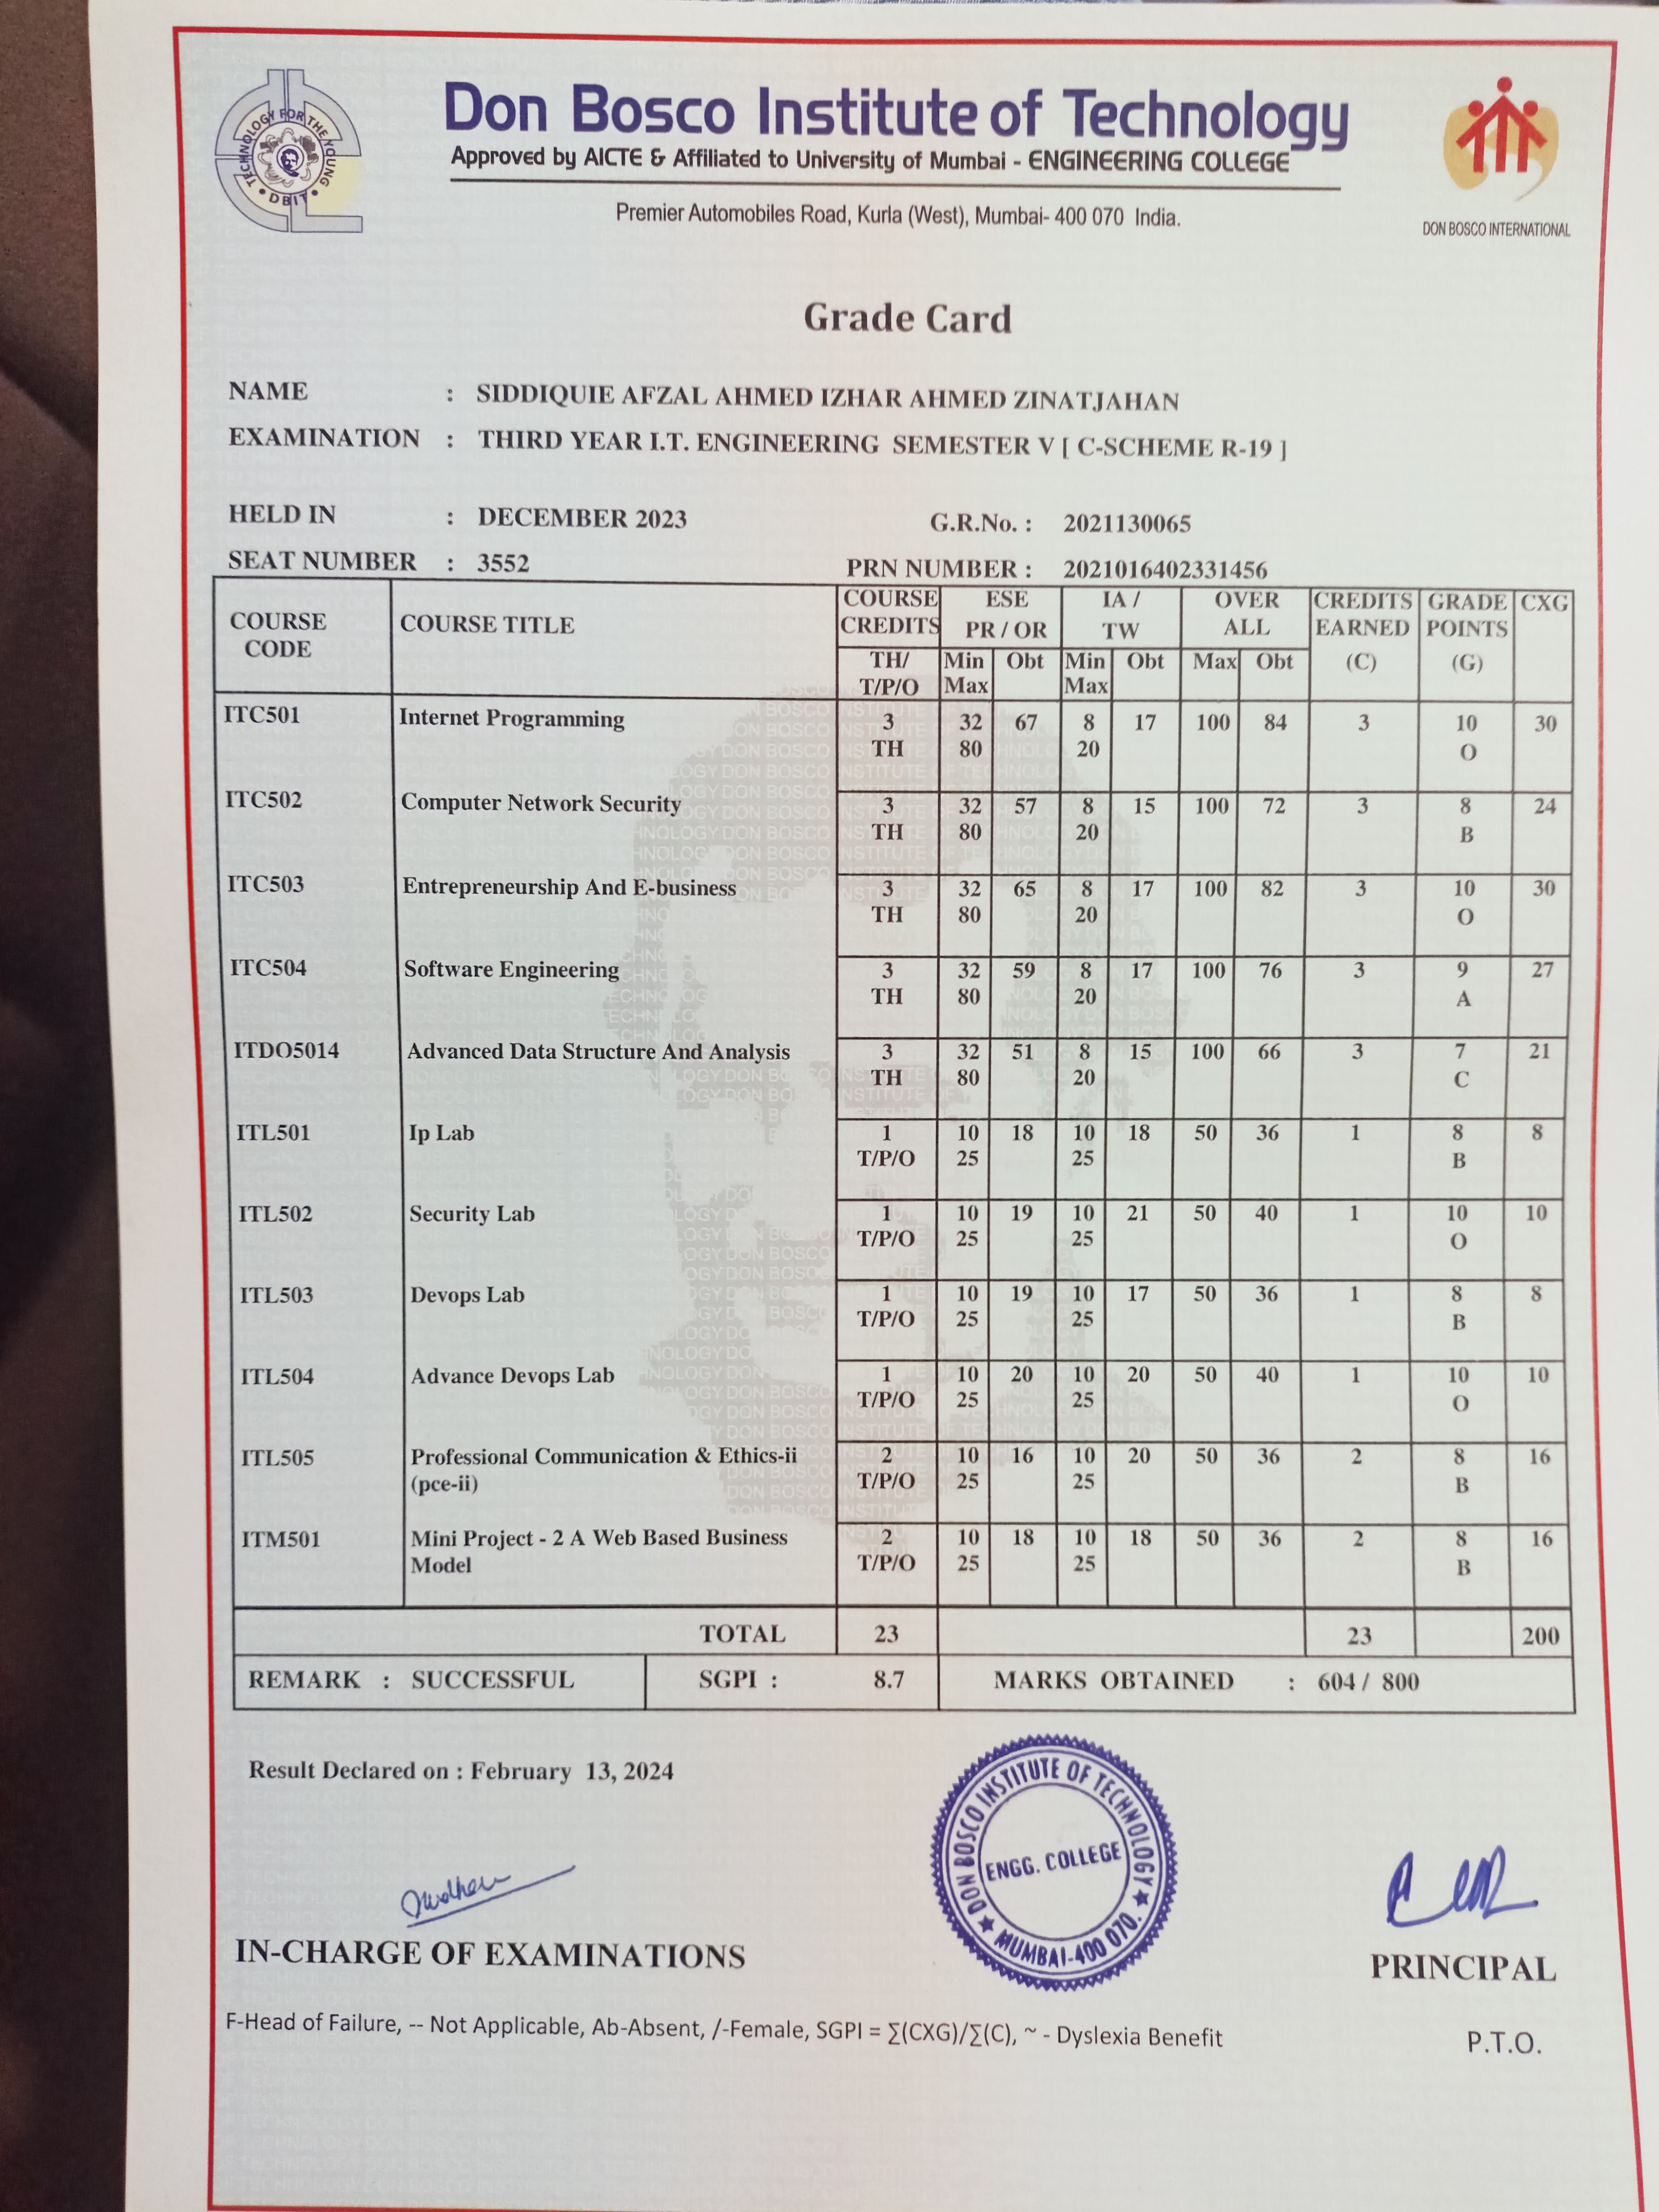 TECHNOLOGY FOR THE YOUNG
• DBIT •
Don Bosco Institute of Technology
Approved by AICTE & Affiliated to University of Mumbai - ENGINEERING COLLEGE
Premier Automobiles Road, Kurla (West), Mumbai- 400 070 India.
DON BOSCO INTERNATIONAL
Grade Card
NAME : SIDDIQUIE AFZAL AHMED IZHAR AHMED ZINATJAHAN
EXAMINATION : THIRD YEAR I.T. ENGINEERING SEMESTER V [ C-SCHEME R-19 ]
HELD IN : DECEMBER 2023 G.R.No. : 2021130065
SEAT NUMBER : 3552 PRN NUMBER : 2021016402331456
COURSE CODE COURSE TITLE COURSE CREDITS ESE PR / OR IA / TW OVER ALL CREDITS EARNED GRADE POINTS CXG
TH/ T/P/O Min Max Obt Min Max Obt Max Obt (C) (G)
ITC501 Internet Programming 3 32 67 8 17 100 84 3 10 30
TH 80 20 O
ITC502 Computer Network Security 3 32 57 8 15 100 72 3 8 24
TH 80 20 B
ITC503 Entrepreneurship And E-business 3 32 65 8 17 100 82 3 10 30
TH 80 20 O
ITC504 Software Engineering 3 32 59 8 17 100 76 3 9 27
TH 80 20 A
ITDO5014 Advanced Data Structure And Analysis 3 32 51 8 15 100 66 3 7 21
TH 80 20 C
ITL501 Ip Lab 1 10 18 10 18 50 36 1 8 8
T/P/O 25 25 B
ITL502 Security Lab 1 10 19 10 21 50 40 1 10 10
T/P/O 25 25 O
ITL503 Devops Lab 1 10 19 10 17 50 36 1 8 8
T/P/O 25 25 B
ITL504 Advance Devops Lab 1 10 20 10 20 50 40 1 10 10
T/P/O 25 25 O
ITL505 Professional Communication & Ethics-ii 2 10 16 10 20 50 36 2 8 16
(pce-ii) T/P/O 25 25 B
ITM501 Mini Project - 2 A Web Based Business 2 10 18 10 18 50 36 2 8 16
Model T/P/O 25 25 B
TOTAL 23 23 200
REMARK : SUCCESSFUL SGPI : 8.7 MARKS OBTAINED : 604 / 800
Result Declared on : February 13, 2024
DON BOSCO INSTITUTE OF TECHNOLOGY
ENGG. COLLEGE
★ MUMBAI-400 070. ★
IN-CHARGE OF EXAMINATIONS
PRINCIPAL
F-Head of Failure, -- Not Applicable, Ab-Absent, /-Female, SGPI = ∑(CXG)/∑(C), ~ - Dyslexia Benefit
P.T.O.